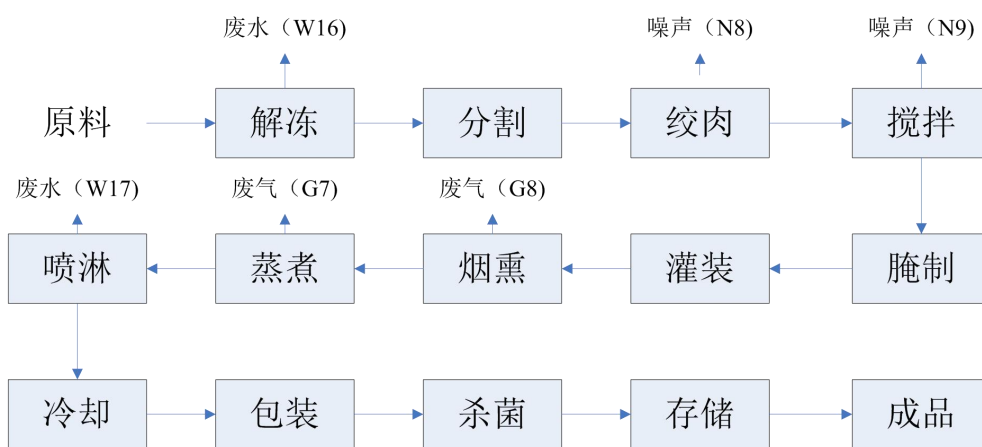 废水（W16)
噪声（N8)
噪声（N9)
原料
解冻
分割
绞肉
搅拌
废水（W17)
废气（G7)
废气（G8)
喷淋
蒸煮
烟熏
灌装
腌制
冷却
包装
杀菌
存储
成品